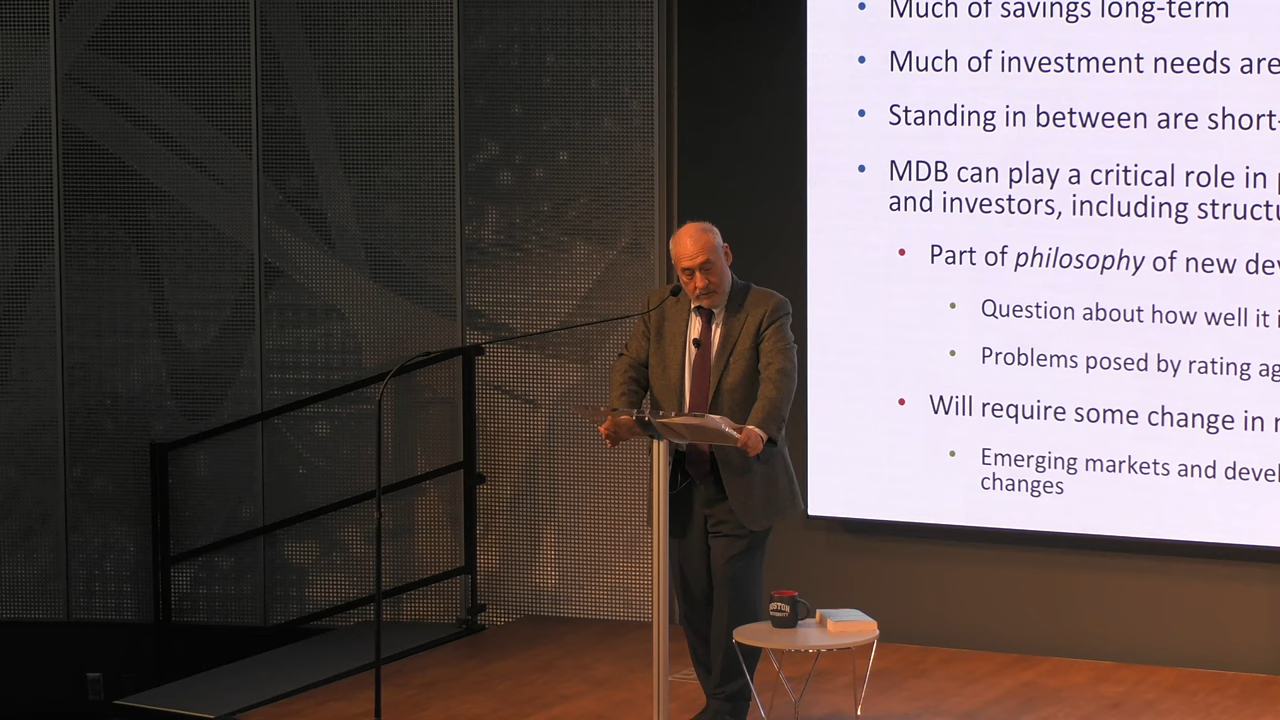 Much of savings long-term
Much of investment needs are
Standing in between are short-
MDB can play a critical role in
and investors, including struct
Part of philosophy of new dev
Question about how well it i
Problems posed by rating ag
Will require some change in
Emerging markets and devel
changes
BOSTON
UNIVERSITY